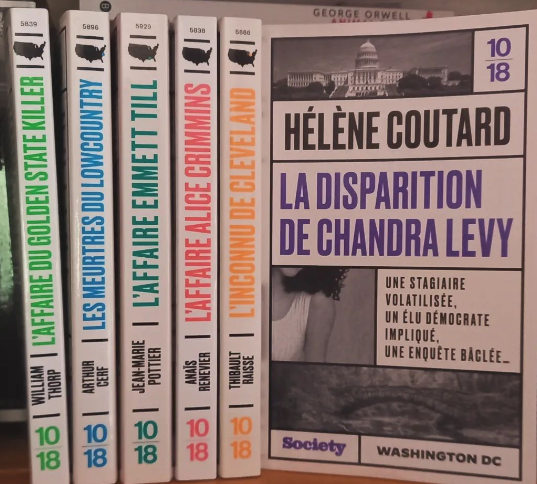 GEORGE ORWELL
5839
L'AFFAIRE DU GOLDEN STATE KILLER
WILLIAM
THORP
10
18
5896
LES MEURTRES DU LOWCOUNTRY
ARTHUR
CERF
10
18
5929
L'AFFAIRE EMMETT TILL
JEAN-MARIE
POTTIER
10
18
5838
L'AFFAIRE ALICE CRIMMINS
ANAÏS
RENEVIER
10
18
5886
L'INCONNU DE CLEVELAND
THIBAULT
RAISSE
10
18
10
18
HÉLÈNE COUTARD
LA DISPARITION
DE CHANDRA LEVY
UNE STAGIAIRE
VOLATILISÉE,
UN ÉLU DÉMOCRATE
IMPLIQUÉ,
UNE ENQUÊTE BÂCLÉE…
Society
WASHINGTON DC